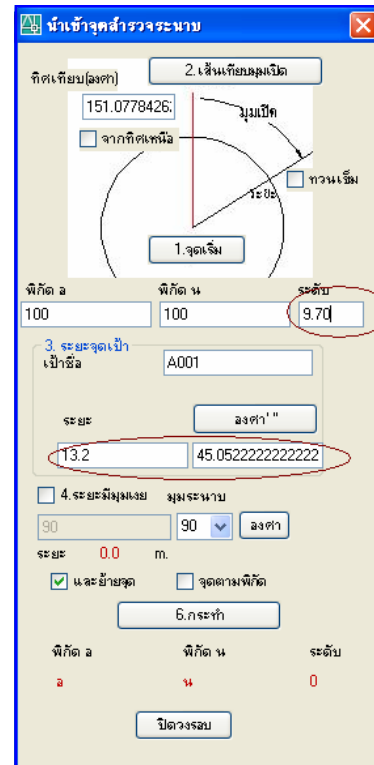 นำเข้าจุดสำรวจระนาบ
ทิศเทียบ(องศา)
2.เส้นเทียบมุมเปิด
151.0778426
มุมเปิด
จากทิศเหนือ
ทวนเข็ม
ระยะ
1.จุดเริ่ม
พิกัด อ พิกัด น ระดับ
100 100 9.70
3. ระยะจุดเป้า
เป้าชื่อ A001
ระยะ องศา' "
13.2 45.0522222222222
4.ระยะมีมุมเงย มุมระนาบ
90 90 องศา
ระยะ 0.0 m.
และย้ายจุด จุดตามพิกัด
6.กระทำ
พิกัด อ พิกัด น ระดับ
อ น 0
ปิดวงรอบ